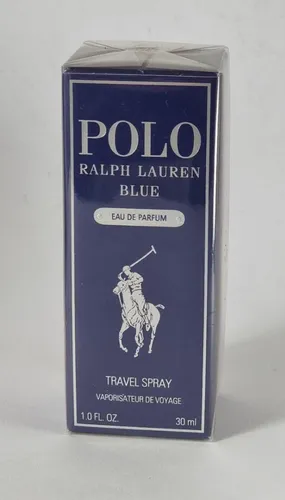 POLO
RALPH LAUREN
BLUE
EAU DE PARFUM
TRAVEL SPRAY
VAPORISATEUR DE VOYAGE
1.0 FL. OZ. 30 ml